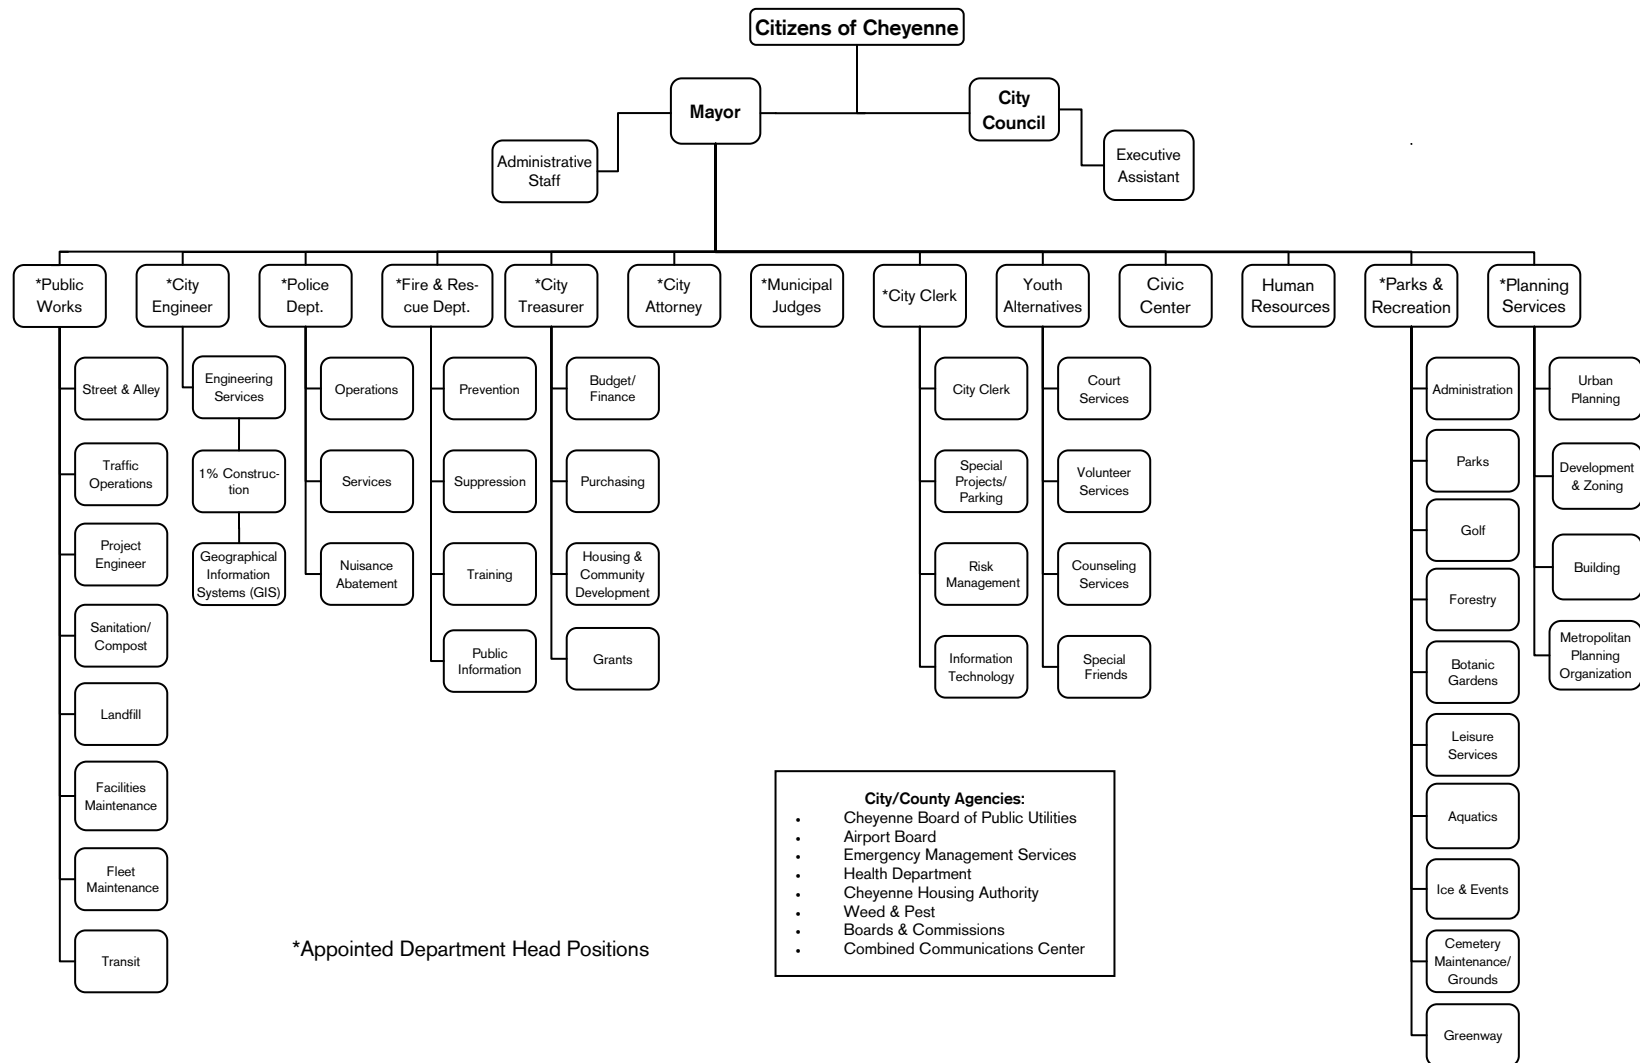 Citizens of Cheyenne
Mayor
City
Council
Administrative
Staff
Executive
Assistant
*Public
Works
*City
Engineer
*Police
Dept.
*Fire & Res-
cue Dept.
*City
Treasurer
*City
Attorney
*Municipal
Judges
*City Clerk
Youth
Alternatives
Civic
Center
Human
Resources
*Parks &
Recreation
*Planning
Services
Street & Alley
Traffic
Operations
Project
Engineer
Sanitation/
Compost
Landfill
Facilities
Maintenance
Fleet
Maintenance
Transit
Engineering
Services
1% Construc-
tion
Geographical
Information
Systems (GIS)
Operations
Services
Nuisance
Abatement
Prevention
Suppression
Training
Public
Information
Budget/
Finance
Purchasing
Housing &
Community
Development
Grants
City Clerk
Special
Projects/
Parking
Risk
Management
Information
Technology
Court
Services
Volunteer
Services
Counseling
Services
Special
Friends
Administration
Parks
Golf
Forestry
Botanic
Gardens
Leisure
Services
Aquatics
Ice & Events
Cemetery
Maintenance/
Grounds
Greenway
Urban
Planning
Development
& Zoning
Building
Metropolitan
Planning
Organization
City/County Agencies:
• Cheyenne Board of Public Utilities
• Airport Board
• Emergency Management Services
• Health Department
• Cheyenne Housing Authority
• Weed & Pest
• Boards & Commissions
• Combined Communications Center
*Appointed Department Head Positions